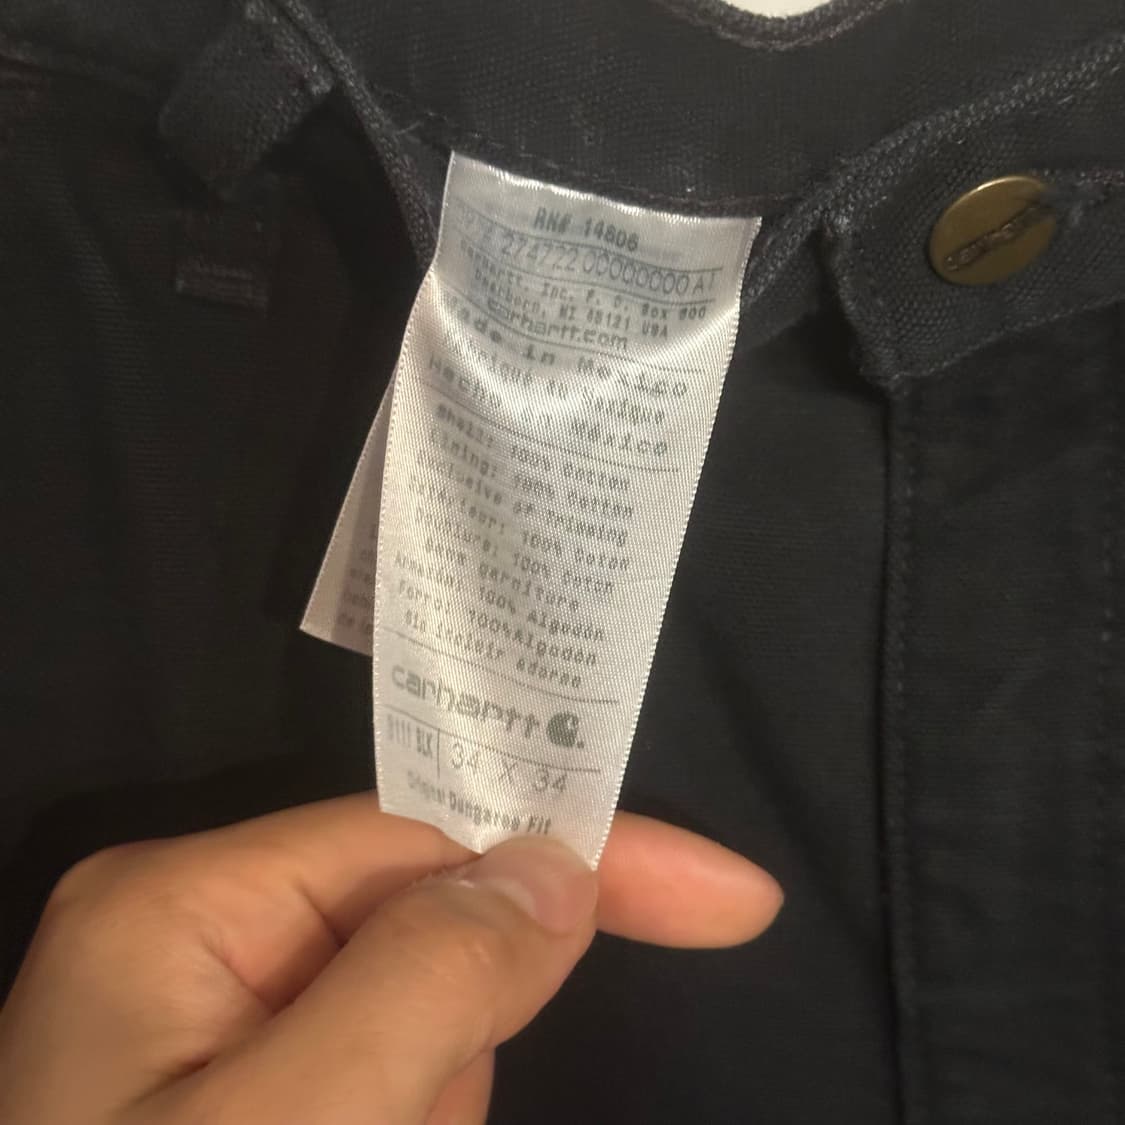 RN# 14806
274722 00000000 A1
Inc. P. O. Box 600
Dearborn, MI 48121 USA
carhartt.com
Made in Mexico
Fabriqué au Mexique
Hecho en México
Shell: 100% Cotton
Lining: 100% Cotton
Exclusive of Trimming
Extérieur: 100% Coton
Doublure: 100% Coton
Sans garniture
Armazón: 100% Algodón
Forro: 100%Algodón
Sin incluir adorno
carhartt
BLK 34 X 34
Original Dungaree Fit